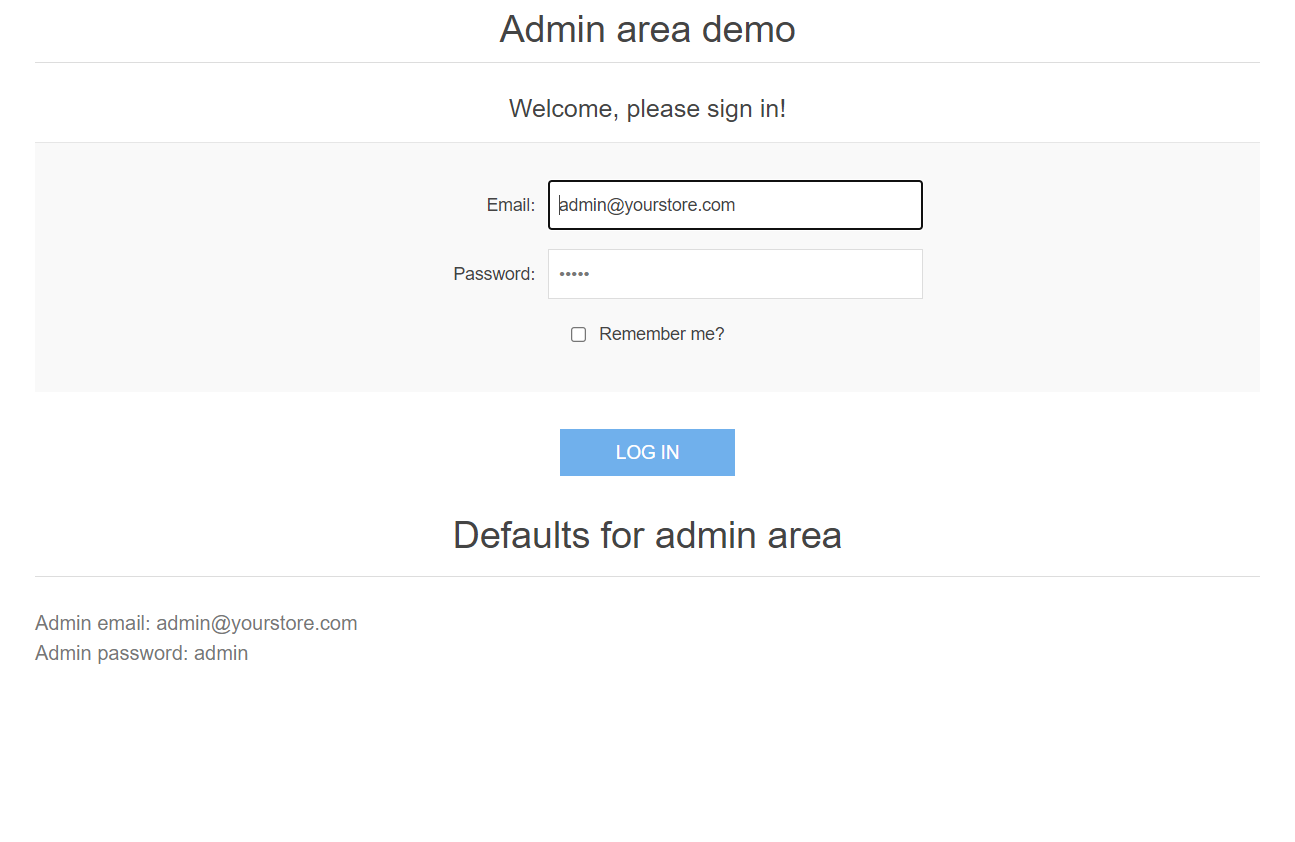 Admin area demo
Welcome, please sign in!
Email: admin@yourstore.com
Password: •••••
Remember me?
LOG IN
Defaults for admin area
Admin email: admin@yourstore.com
Admin password: admin